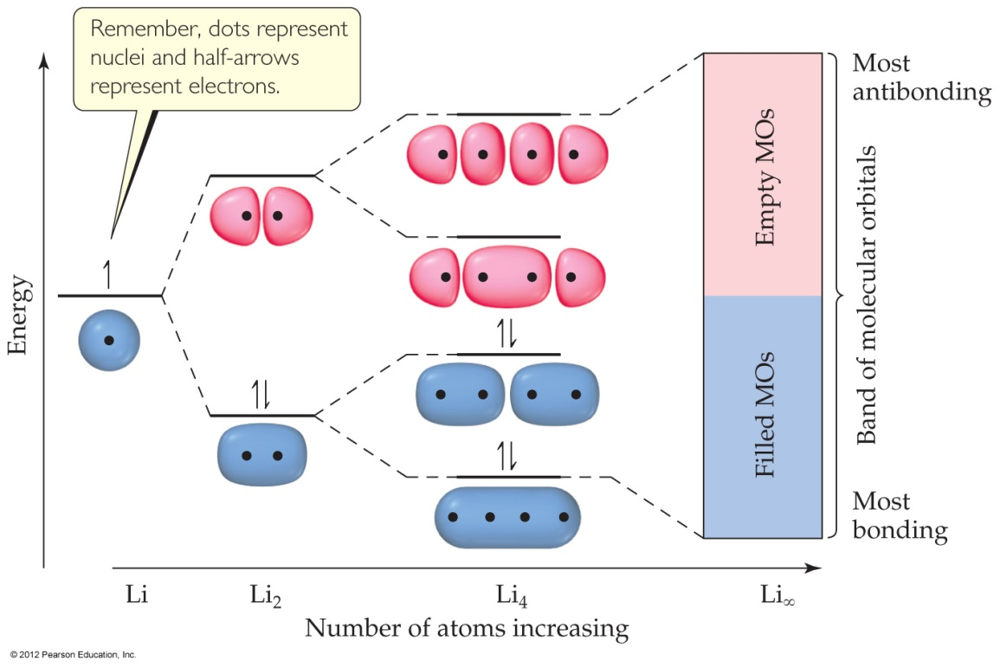 Remember, dots represent
nuclei and half-arrows
represent electrons.
Most
antibonding
Energy
Empty MOs
Filled MOs
Band of molecular orbitals
Most
bonding
Li
Li₂
Li₄
Li∞
Number of atoms increasing
© 2012 Pearson Education, Inc.